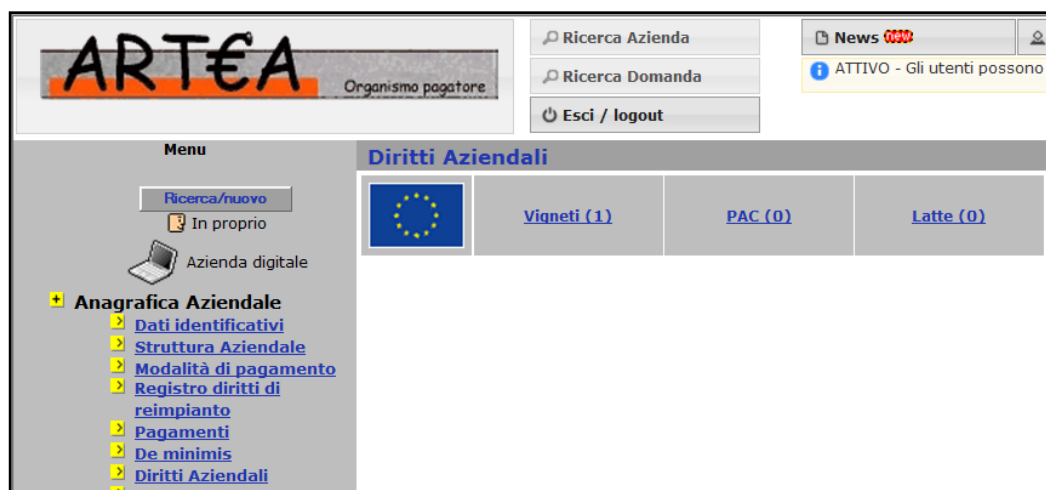 ART€A
Organismo pagatore
Ricerca Azienda
Ricerca Domanda
Esci / logout
News new
ATTIVO - Gli utenti possono
Menu
Ricerca/nuovo
In proprio
Azienda digitale
Anagrafica Aziendale
Dati identificativi
Struttura Aziendale
Modalità di pagamento
Registro diritti di
reimpianto
Pagamenti
De minimis
Diritti Aziendali
Diritti Aziendali
Vigneti (1)
PAC (0)
Latte (0)